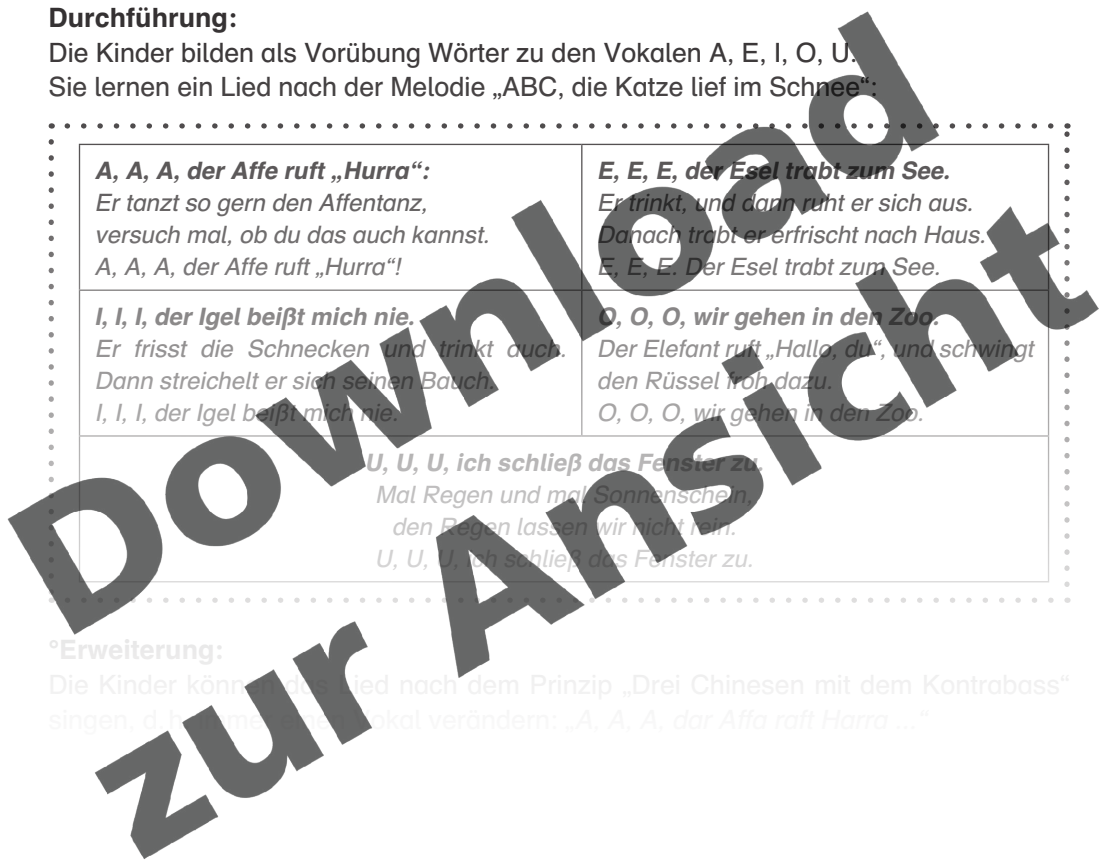 Durchführung:
Die Kinder bilden als Vorübung Wörter zu den Vokalen A, E, I, O, U.
Sie lernen ein Lied nach der Melodie „ABC, die Katze lief im Schnee“:
A, A, A, der Affe ruft „Hurra“:
Er tanzt so gern den Affentanz,
versuch mal, ob du das auch kannst.
A, A, A, der Affe ruft „Hurra“!
E, E, E, der Esel trabt zum See.
Er trinkt, und dann ruht er sich aus.
Danach trabt er erfrischt nach Haus.
E, E, E. Der Esel trabt zum See.
I, I, I, der Igel beißt mich nie.
Er frisst die Schnecken und trinkt auch.
Dann streichelt er sich seinen Bauch.
I, I, I, der Igel beißt mich nie.
O, O, O, wir gehen in den Zoo.
Der Elefant ruft „Hallo, du“, und schwingt
den Rüssel froh dazu.
O, O, O, wir gehen in den Zoo.
U, U, U, ich schließ das Fenster zu.
Mal Regen und mal Sonnenschein,
den Regen lassen wir nicht rein.
U, U, U, ich schließ das Fenster zu.
°Erweiterung:
Die Kinder können das Lied nach dem Prinzip „Drei Chinesen mit dem Kontrabass“
singen, d. h. immer einen Vokal verändern: „A, A, A, dar Affa raft Harra ...“
Download
zur Ansicht